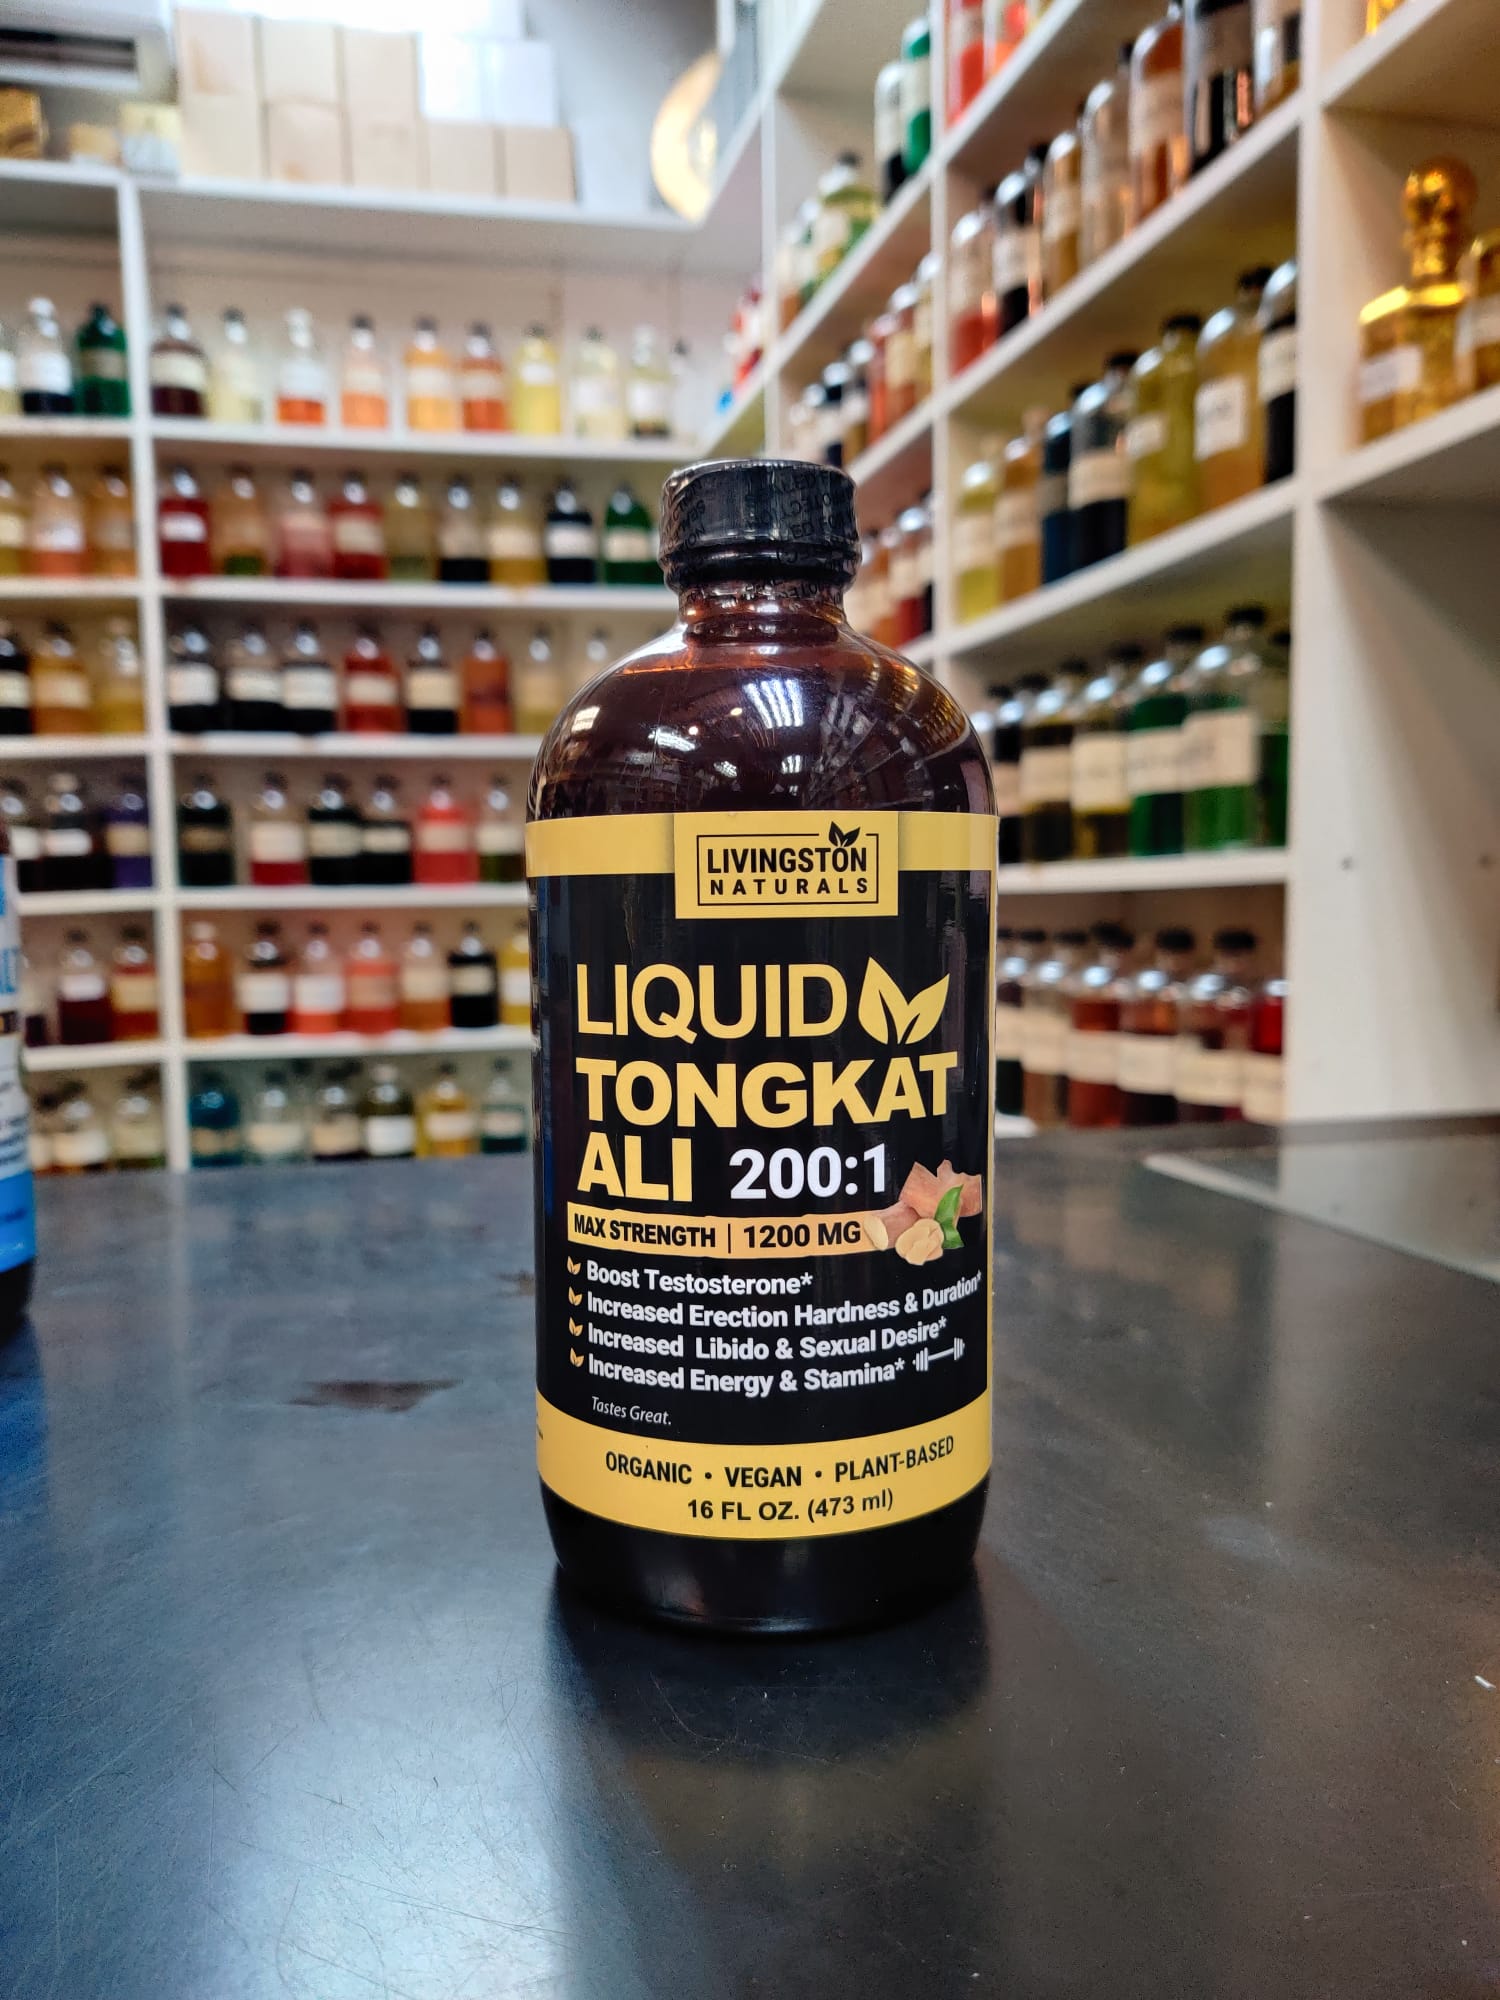 LIVINGSTON
NATURALS
LIQUID
TONGKAT
ALI 200:1
MAX STRENGTH | 1200 MG
Boost Testosterone*
Increased Erection Hardness & Duration*
Increased Libido & Sexual Desire*
Increased Energy & Stamina*
Tastes Great.
ORGANIC • VEGAN • PLANT-BASED
16 FL OZ. (473 ml)